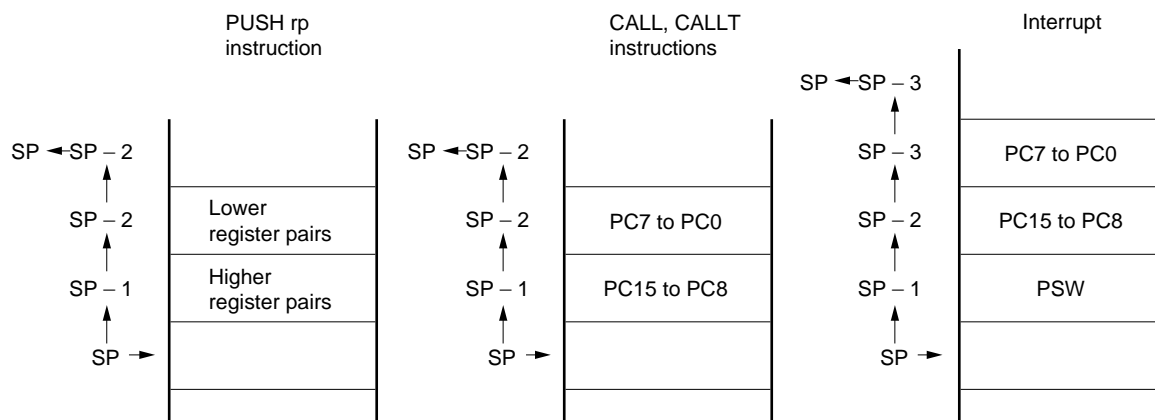 PUSH rp
instruction
SP
SP – 2
SP – 2
SP – 1
SP
Lower
register pairs
Higher
register pairs
CALL, CALLT
instructions
SP
SP – 2
SP – 2
SP – 1
SP
PC7 to PC0
PC15 to PC8
Interrupt
SP
SP – 3
SP – 3
SP – 2
SP – 1
SP
PC7 to PC0
PC15 to PC8
PSW